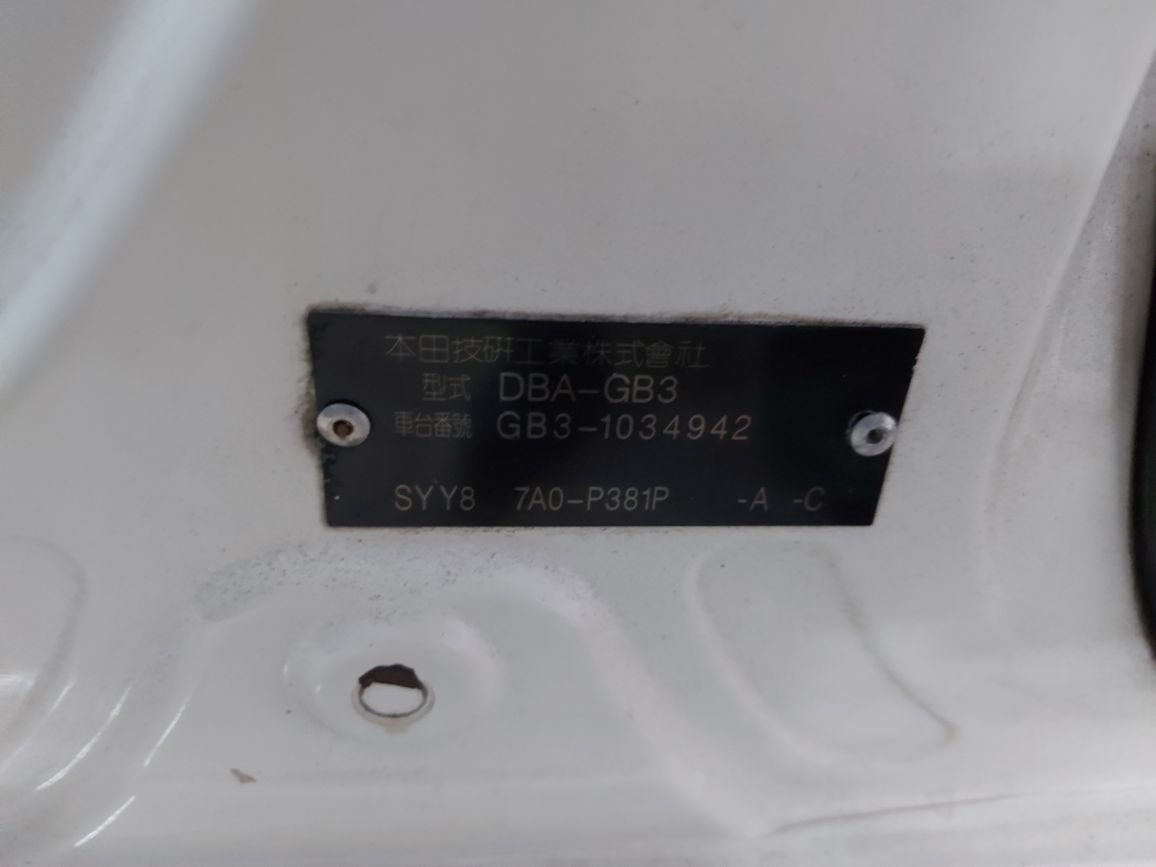 本田技研工業株式會社
型式 DBA-GB3
車台番號 GB3-1034942
SYY8 7A0-P381P -A -C